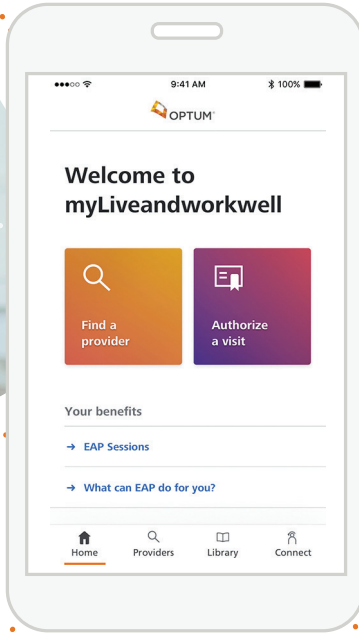 9:41 AM
100%
OPTUM
Welcome to
myLiveandworkwell
Find a
provider
Authorize
a visit
Your benefits
→ EAP Sessions
→ What can EAP do for you?
Home
Providers
Library
Connect